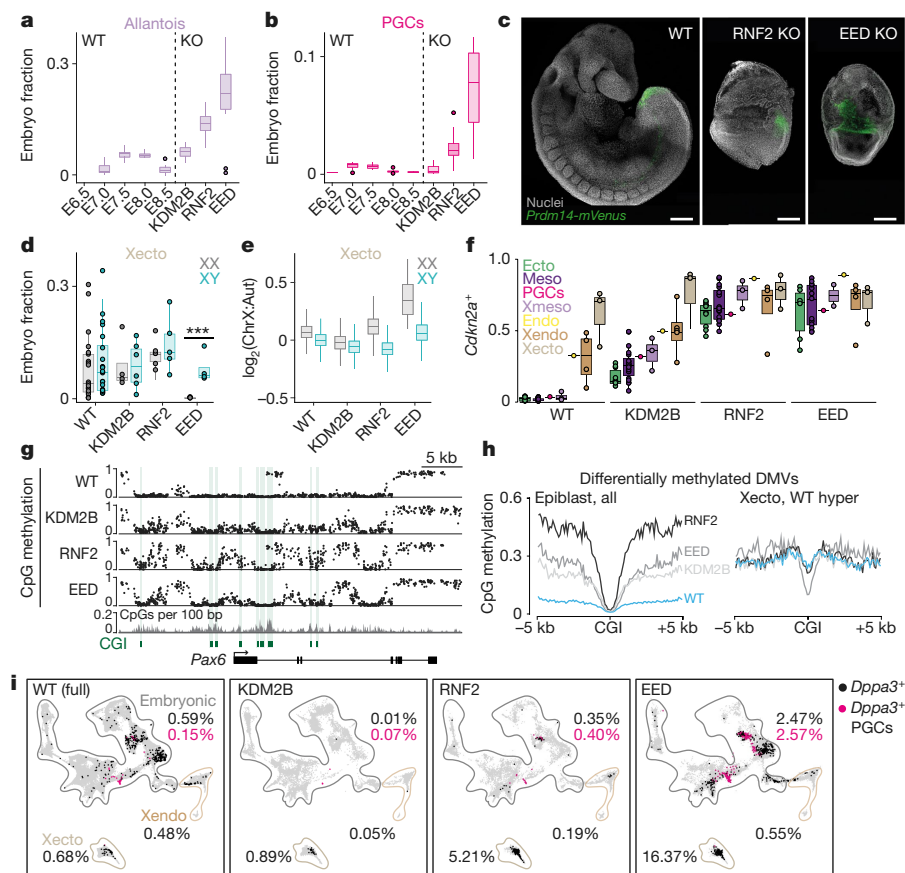 a
Allantois
WT
KO
Embryo fraction
0.3
0
E6.5
E7.0
E7.5
E8.0
E8.5
KDM2B
RNF2
EED
b
PGCs
WT
KO
Embryo fraction
0.1
0
E6.5
E7.0
E7.5
E8.0
E8.5
KDM2B
RNF2
EED
c
WT
RNF2 KO
EED KO
Nuclei
Prdm14-mVenus
d
Xecto
XX
XY
***
Embryo fraction
0.3
0
WT
KDM2B
RNF2
EED
e
Xecto
XX
XY
log2(ChrX:Aut)
0.5
0
−0.5
WT
KDM2B
RNF2
EED
f
Cdkn2a+
1.0
0.5
0
Ecto
Meso
PGCs
Xmeso
Endo
Xendo
Xecto
WT
KDM2B
RNF2
EED
g
5 kb
CpG methylation
WT
1
0
KDM2B
1
0
RNF2
1
0
EED
1
0
0.2
0
CpGs per 100 bp
CGI
Pax6
h
Differentially methylated DMVs
Epiblast, all
Xecto, WT hyper
CpG methylation
0.6
0.3
0
RNF2
EED
KDM2B
WT
−5 kb
CGI
+5 kb
−5 kb
CGI
+5 kb
i
WT (full)
Embryonic
0.59%
0.15%
Xendo
0.48%
Xecto
0.68%
KDM2B
0.01%
0.07%
0.05%
0.89%
RNF2
0.35%
0.40%
0.19%
5.21%
EED
2.47%
2.57%
0.55%
16.37%
Dppa3+
Dppa3+
PGCs